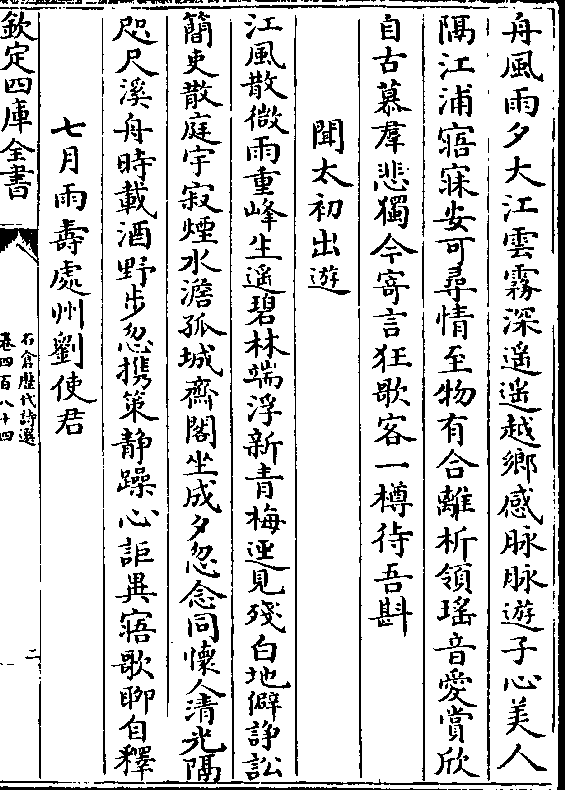 舟風雨夕大江雲霧深遙遙越鄉感脉脉遊子心美人
隅江浦寤寐安可尋情至物有合離析領瑤音愛賞欣
自古慕羣悲獨今寄言狂歌客一樽待吾斟
聞太初出遊
江風散微雨重峰生遥碧林端浮新青梅逕見殘白地僻諍訟
簡吏散庭宇寂煙水澹孤城齋閣坐成夕忽念同懷人清光隔
咫尺溪舟時載酒野步忽携策静躁心詎異寤歌聊自釋
七月雨壽處州劉使君
欽定四庫全書
石倉歷代詩選
卷四百八十四
二